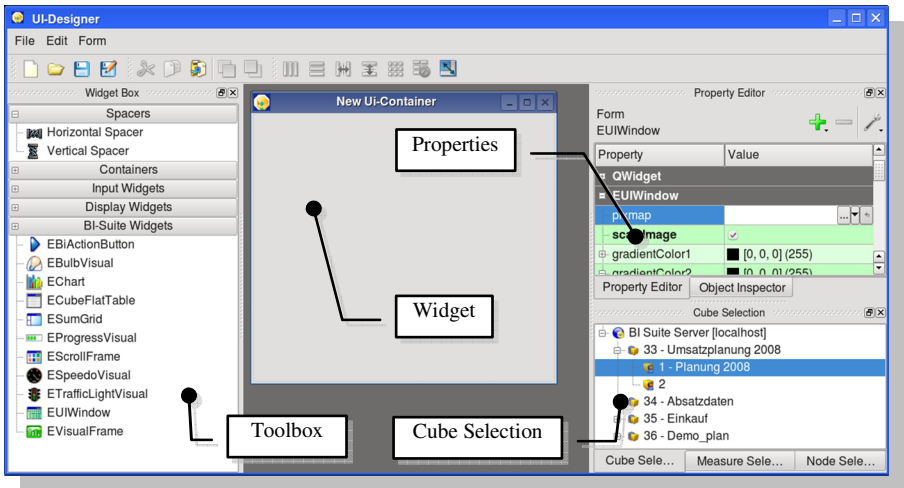 UI-Designer
File Edit Form
Widget Box
Spacers
Horizontal Spacer
Vertical Spacer
Containers
Input Widgets
Display Widgets
BI-Suite Widgets
EBiActionButton
EBulbVisual
EChart
ECubeFlatTable
ESumGrid
EProgressVisual
EScrollFrame
ESpeedoVisual
ETrafficLightVisual
EUIWindow
EVisualFrame
New Ui-Container
Properties
Widget
Toolbox
Cube Selection
Property Editor
Form
EUIWindow
Property Value
QWidget
EUIWindow
pixmap ...
gradientColor1 [0, 0, 0] (255)
gradientColor2 [0, 0, 0] (255)
Property Editor Object Inspector
Cube Selection
BI Suite Server [localhost]
33 - Umsatzplanung 2008
1 - Planung 2008
2
34 - Absatzdaten
35 - Einkauf
36 - Demo_plan
Cube Sele... Measure Sele... Node Sele...